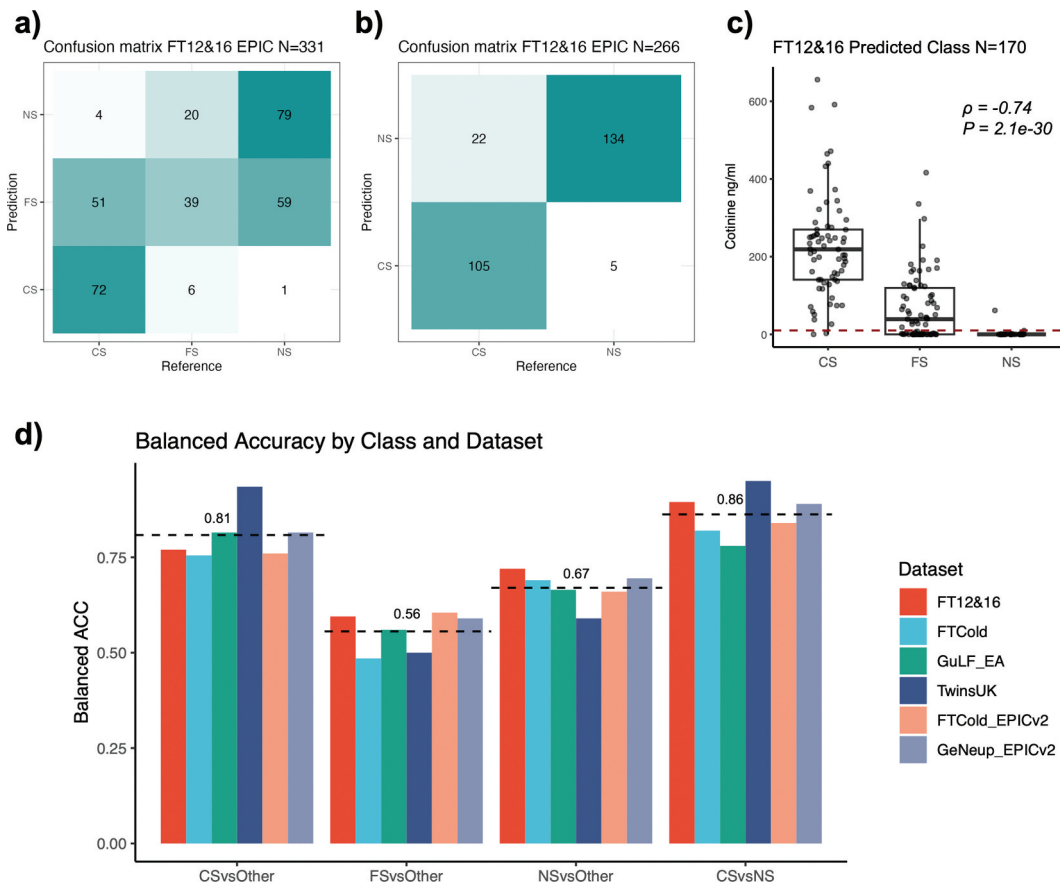 a)
Confusion matrix FT12&16 EPIC N=331
Prediction
NS
FS
CS
4 20 79
51 39 59
72 6 1
CS FS NS
Reference
b)
Confusion matrix FT12&16 EPIC N=266
Prediction
NS
CS
22 134
105 5
CS NS
Reference
c)
FT12&16 Predicted Class N=170
Cotinine ng/ml
600
400
200
0
ρ = -0.74
P = 2.1e-30
CS FS NS
d)
Balanced Accuracy by Class and Dataset
Balanced ACC
0.75
0.50
0.25
0.00
0.81
0.56
0.67
0.86
CSvsOther FSvsOther NSvsOther CSvsNS
Dataset
FT12&16
FTCold
GuLF_EA
TwinsUK
FTCold_EPICv2
GeNeup_EPICv2